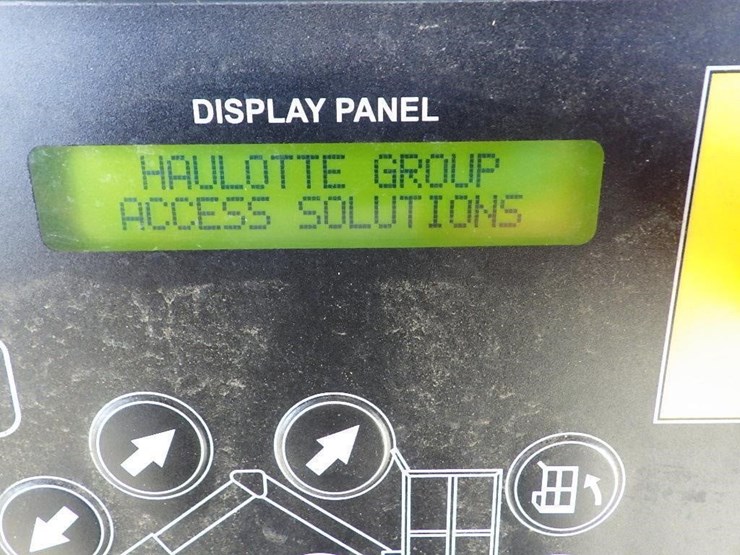 DISPLAY PANEL
HAULOTTE GROUP
ACCESS SOLUTIONS